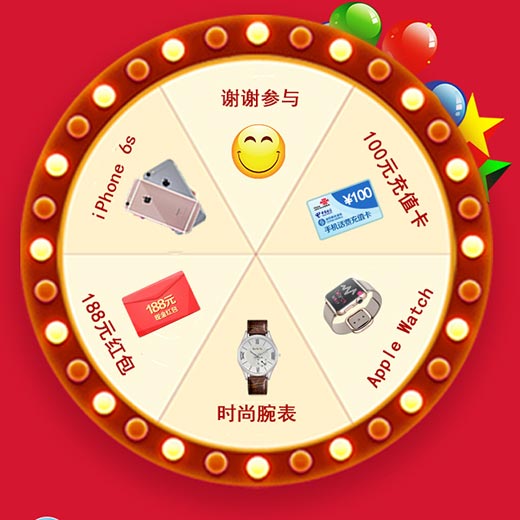 谢谢参与
100元充值卡
¥100
手机话费充值卡
Apple Watch
时尚腕表
188元红包
188元
现金红包
iPhone 6s